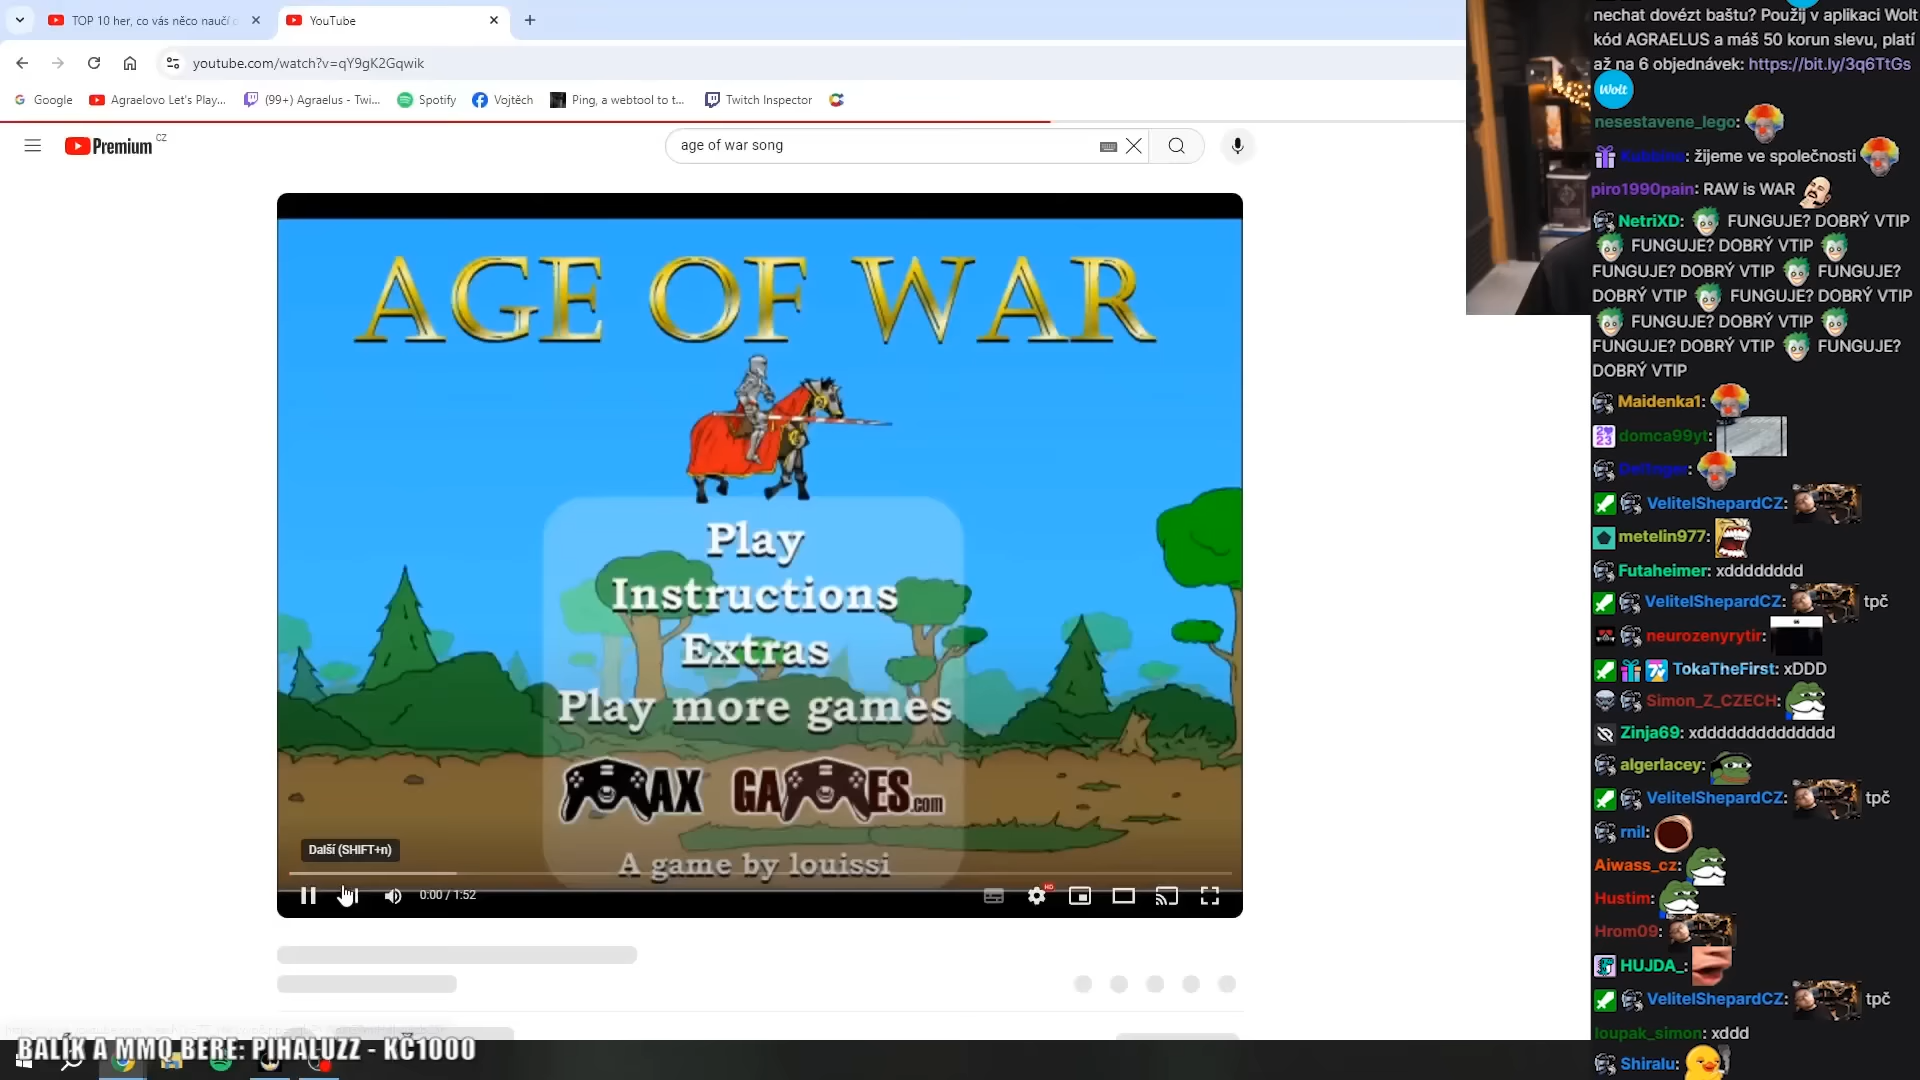 TOP 10 her, co vás něco naučí
YouTube
youtube.com/watch?v=qY9gK2Gqwik
Google
Agraelovo Let's Play...
(99+) Agraelus - Twi...
Spotify
Vojtěch
Ping, a webtool to t...
Twitch Inspector
Premium CZ
age of war song
AGE OF WAR
Play
Instructions
Extras
Play more games
MAX GAMES.com
A game by louissi
Další (SHIFT+n)
0:00 / 1:52
HD
BALÍK A MMO BERE: PIHALUZZ - KČ1000
nechat dovézt baštu? Použij v aplikaci Wolt
kód AGRAELUS a máš 50 korun slevu, platí
až na 6 objednávek: https://bit.ly/3q6TtGs
Wolt
nesestavene_lego:
žijeme ve společnosti
piro1990pain: RAW is WAR
NetriXD: FUNGUJE? DOBRÝ VTIP
FUNGUJE? DOBRÝ VTIP
FUNGUJE? DOBRÝ VTIP FUNGUJE?
DOBRÝ VTIP FUNGUJE? DOBRÝ VTIP
FUNGUJE? DOBRÝ VTIP
FUNGUJE? DOBRÝ VTIP FUNGUJE?
DOBRÝ VTIP
Maidenka1:
domca99yt:
VelitelShepardCZ:
metelin977:
Futaheimer: xdddddddd
VelitelShepardCZ: tpč
neurozenyrytir:
TokaTheFirst: xDDD
Simon_Z_CZECH:
Zinja69: xdddddddddddddd
algerlacey:
VelitelShepardCZ: tpč
rnil:
Aiwass_cz:
Hustim:
Hrom09:
HUJDA_:
VelitelShepardCZ: tpč
loupak_simon: xddd
Shiralu: